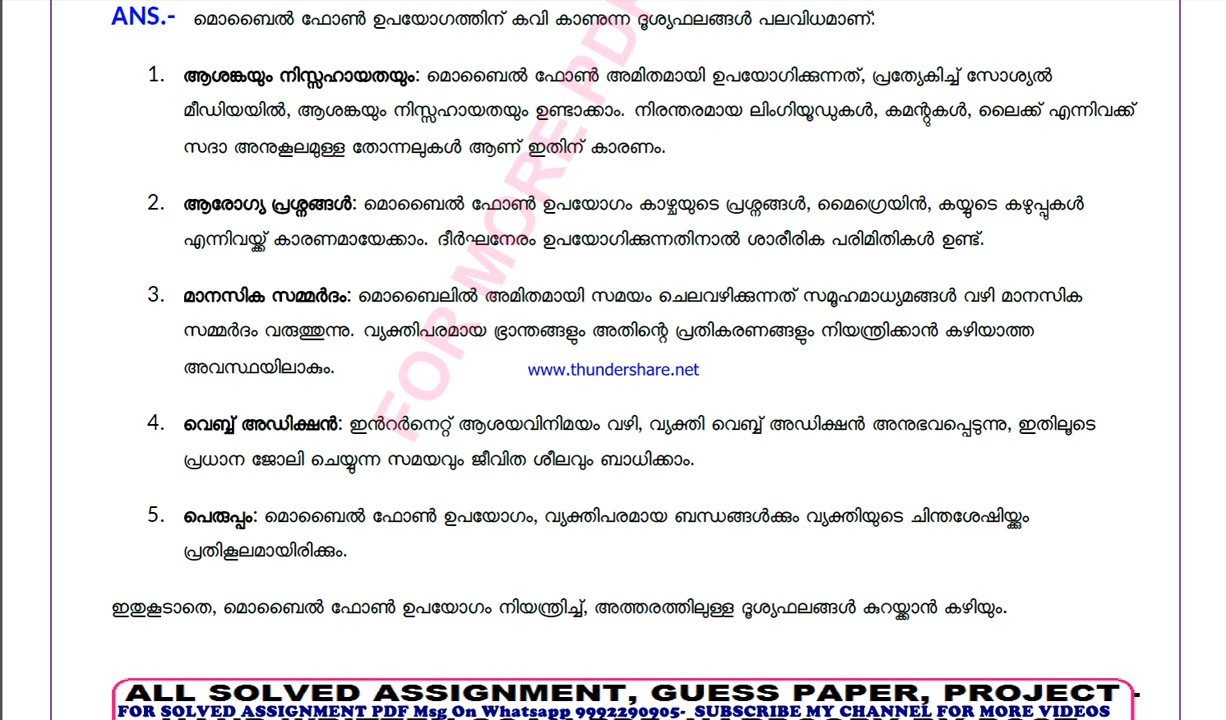 ANS.- മൊബൈൽ ഫോൺ ഉപയോഗത്തിന് കവി കാണുന്ന ദൂശ്യഫലങ്ങൾ പലവിധമാണ്:
1. ആശങ്കയും നിസ്സഹായതയും: മൊബൈൽ ഫോൺ അമിതമായി ഉപയോഗിക്കുന്നത്, പ്രത്യേകിച്ച് സോശ്യൽ
മീഡിയയിൽ, ആശങ്കയും നിസ്സഹായതയും ഉണ്ടാക്കാം. നിരന്തരമായ ലിംഗിയൂഡുകൾ, കമന്റുകൾ, ലൈക്ക് എന്നിവക്ക്
സദാ അനുകൂലമുള്ള തോന്നലുകൾ ആണ് ഇതിന് കാരണം.
2. ആരോഗ്യ പ്രശ്നങ്ങൾ: മൊബൈൽ ഫോൺ ഉപയോഗം കാഴ്ചയുടെ പ്രശ്നങ്ങൾ, മൈഗ്രെയിൻ, കയ്യുടെ കഴുപ്പുകൾ
എന്നിവയ്ക്ക് കാരണമായേക്കാം. ദീർഘനേരം ഉപയോഗിക്കുന്നതിനാൽ ശാരീരിക പരിമിതികൾ ഉണ്ട്.
3. മാനസിക സമ്മർദം: മൊബൈലിൽ അമിതമായി സമയം ചെലവഴിക്കുന്നത് സമൂഹമാധ്യമങ്ങൾ വഴി മാനസിക
സമ്മർദം വരുത്തുന്നു. വ്യക്തിപരമായ ഭ്രാന്തങ്ങളും അതിന്റെ പ്രതികരണങ്ങളും നിയന്ത്രിക്കാൻ കഴിയാത്ത
അവസ്ഥയിലാകും.
www.thundershare.net
4. വെബ്ബ് അഡിക്ഷൻ: ഇൻറർനെറ്റ് ആശയവിനിമയം വഴി, വ്യക്തി വെബ്ബ് അഡിക്ഷൻ അനുഭവപ്പെടുന്നു, ഇതിലൂടെ
പ്രധാന ജോലി ചെയ്യുന്ന സമയവും ജീവിത ശീലവും ബാധിക്കാം.
5. പെരുപ്പം: മൊബൈൽ ഫോൺ ഉപയോഗം, വ്യക്തിപരമായ ബന്ധങ്ങൾക്കും വ്യക്തിയുടെ ചിന്തശേഷിയ്ക്കും
പ്രതികൂലമായിരിക്കും.
ഇതുകൂടാതെ, മൊബൈൽ ഫോൺ ഉപയോഗം നിയന്ത്രിച്ച്, അത്തരത്തിലുള്ള ദൂശ്യഫലങ്ങൾ കുറയ്ക്കാൻ കഴിയും.
FOR MORE PDF
ALL SOLVED ASSIGNMENT, GUESS PAPER, PROJECT -
FOR SOLVED ASSIGNMENT PDF Msg On Whatsapp 9992290905- SUBSCRIBE MY CHANNEL FOR MORE VIDEOS